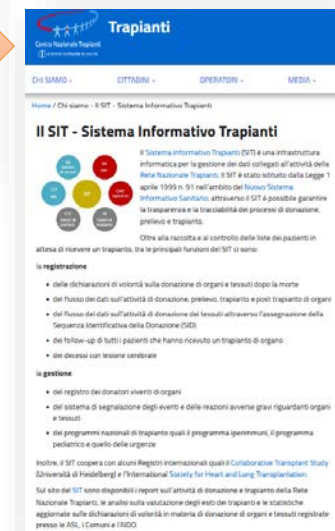 Trapianti
Centro Nazionale Trapianti
CHI SIAMO CITTADINI OPERATORI MEDIA
Home / Chi siamo - Il SIT - Sistema Informativo Trapianti
Il SIT - Sistema Informativo Trapianti
Il Sistema Informativo Trapianti (SIT) è una infrastruttura
informatica per la gestione dei dati collegati all'attività della
Rete Nazionale Trapianti. Il SIT è stato istituito dalla Legge 1
aprile 1999 n. 91 nell'ambito del Nuovo Sistema
Informativo Sanitario; attraverso il SIT è possibile garantire
la trasparenza e la tracciabilità dei processi di donazione,
prelievo e trapianto.
SIT
Oltre alla raccolta e al controllo delle liste dei pazienti in
attesa di ricevere un trapianto, tra le principali funzioni del SIT ci sono:
la registrazione
• delle dichiarazioni di volontà sulla donazione di organi e tessuti dopo la morte
• del flusso dei dati sull'attività di donazione, prelievo, trapianto e post trapianto di organi
• del flusso dei dati sull'attività di donazione dei tessuti attraverso l'assegnazione della
Sequenza Identificativa della Donazione (SID)
• del follow-up di tutti i pazienti che hanno ricevuto un trapianto di organo
• dei decessi con lesione cerebrale
la gestione
• del registro dei donatori viventi di organi
• del sistema di segnalazione degli eventi e delle reazioni avverse gravi riguardanti organi
e tessuti
• dei programmi nazionali di trapianto quali il programma iperimmuni, il programma
pediatrico e quello delle urgenze
Inoltre, il SIT coopera con alcuni Registri internazionali quali il Collaborative Transplant Study
(Università di Heidelberg) e l'International Society for Heart and Lung Transplantation.
Sul sito del SIT sono disponibili i report sull'attività di donazione e trapianto della Rete
Nazionale Trapianti, le analisi sulla valutazione degli esiti dei trapianti e le statistiche
aggiornate sulle dichiarazioni di volontà in materia di donazione di organi e tessuti registrate
presso le ASL, i Comuni e l'AIDO.